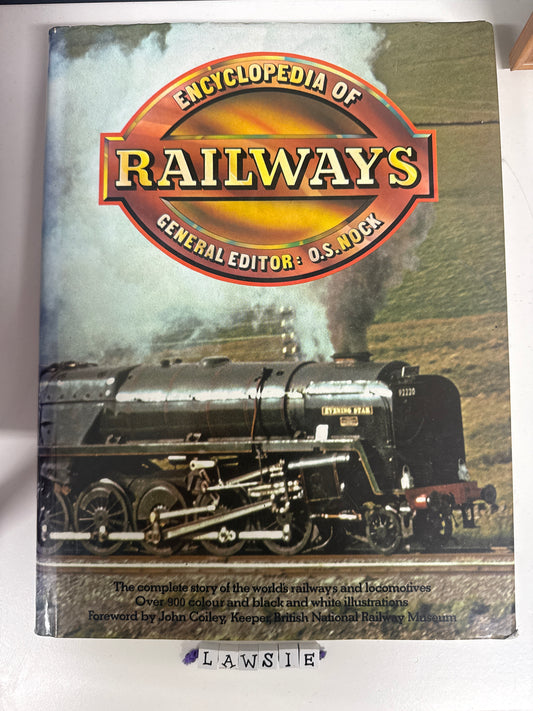 ENCYCLOPEDIA OF
RAILWAYS
GENERAL EDITOR: O.S.NOCK
92220
EVENING STAR
The complete story of the world's railways and locomotives
Over 900 colour and black and white illustrations
Foreword by John Coiley, Keeper, British National Railway Museum
LAWSIE